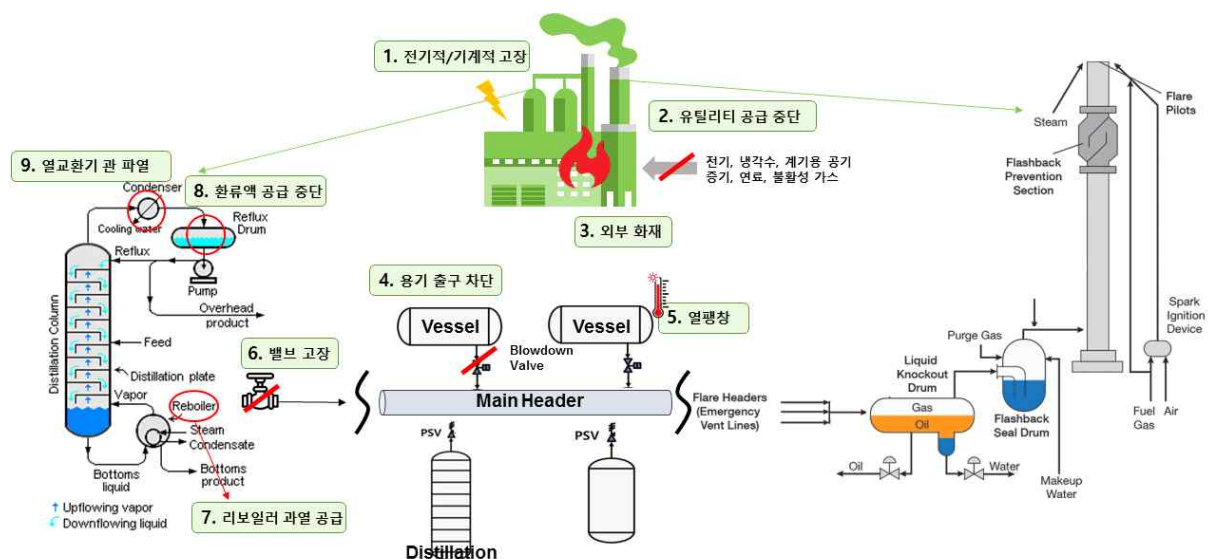 1. 전기적/기계적 고장
2. 유틸리티 공급 중단
전기, 냉각수, 계기용 공기
증기, 연료, 불활성 가스
3. 외부 화재
9. 열교환기 관 파열
Condenser
8. 환류액 공급 중단
Cooling water
Reflux
Drum
Reflux
Pump
Overhead
product
Distillation Column
Feed
Distillation plate
Vapor
Reboiler
Steam
Condensate
Bottoms
product
Bottoms
liquid
Upflowing vapor
Downflowing liquid
7. 리보일러 과열 공급
6. 밸브 고장
4. 용기 출구 차단
Vessel
Blowdown
Valve
Vessel
5. 열팽창
Main Header
PSV
PSV
Distillation
Flare Headers
(Emergency
Vent Lines)
Steam
Flare
Pilots
Flashback
Prevention
Section
Spark
Ignition
Device
Purge Gas
Liquid
Knockout
Drum
Gas
Oil
Flashback
Seal Drum
Fuel
Gas
Air
Oil
Water
Makeup
Water